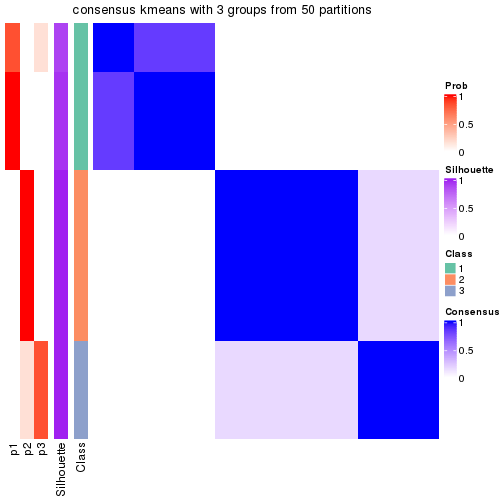 consensus kmeans with 3 groups from 50 partitions
Prob
1
0.5
0
Silhouette
1
0.5
0
Class
1
2
3
Consensus
1
0.5
0
p1
p2
p3
Silhouette
Class